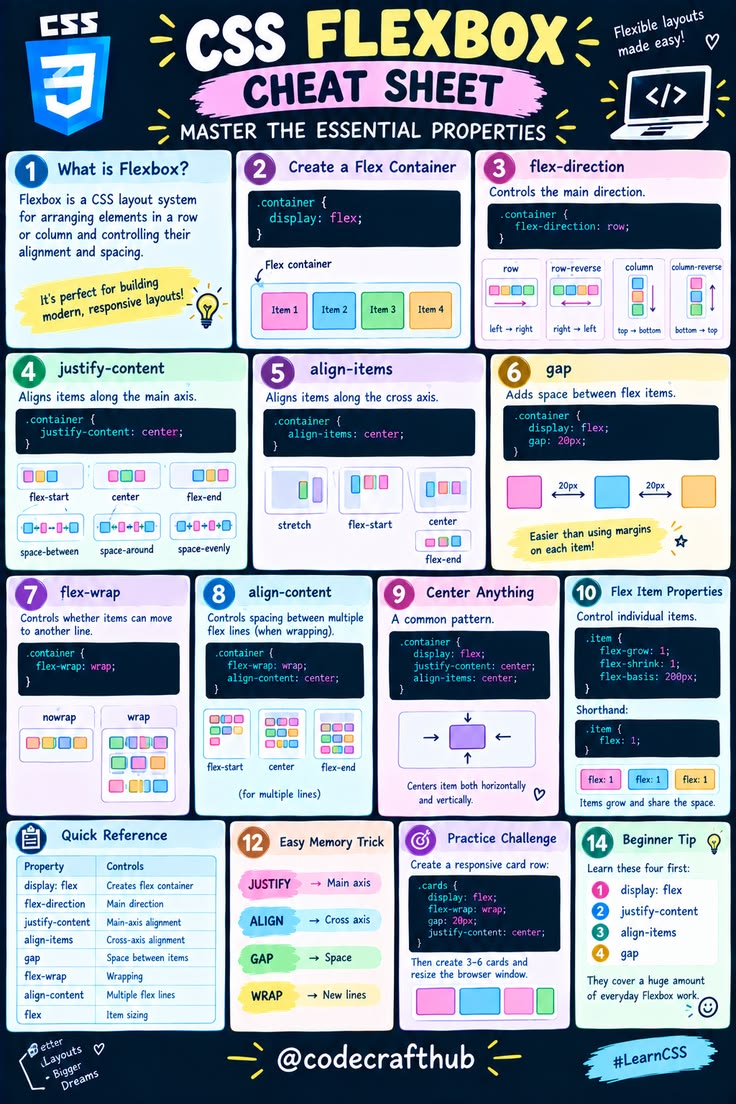 CSS
3
CSS FLEXBOX
CHEAT SHEET
MASTER THE ESSENTIAL PROPERTIES
Flexible layouts
made easy!
</>
1 What is Flexbox?
Flexbox is a CSS layout system
for arranging elements in a row
or column and controlling their
alignment and spacing.
It's perfect for building
modern, responsive layouts!
2 Create a Flex Container
.container {
display: flex;
}
Flex container
Item 1 Item 2 Item 3 Item 4
3 flex-direction
Controls the main direction.
.container {
flex-direction: row;
}
row row-reverse column column-reverse
left → right right → left top → bottom bottom → top
4 justify-content
Aligns items along the main axis.
.container {
justify-content: center;
}
flex-start center flex-end
space-between space-around space-evenly
5 align-items
Aligns items along the cross axis.
.container {
align-items: center;
}
stretch flex-start center
flex-end
6 gap
Adds space between flex items.
.container {
display: flex;
gap: 20px;
}
20px 20px
Easier than using margins
on each item!
7 flex-wrap
Controls whether items can move
to another line.
.container {
flex-wrap: wrap;
}
nowrap wrap
8 align-content
Controls spacing between multiple
flex lines (when wrapping).
.container {
flex-wrap: wrap;
align-content: center;
}
flex-start center flex-end
(for multiple lines)
9 Center Anything
A common pattern.
.container {
display: flex;
justify-content: center;
align-items: center;
}
Centers item both horizontally
and vertically.
10 Flex Item Properties
Control individual items.
.item {
flex-grow: 1;
flex-shrink: 1;
flex-basis: 200px;
}
Shorthand:
.item {
flex: 1;
}
flex: 1 flex: 1 flex: 1
Items grow and share the space.
Quick Reference
Property Controls
display: flex Creates flex container
flex-direction Main direction
justify-content Main-axis alignment
align-items Cross-axis alignment
gap Space between items
flex-wrap Wrapping
align-content Multiple flex lines
flex Item sizing
12 Easy Memory Trick
JUSTIFY → Main axis
ALIGN → Cross axis
GAP → Space
WRAP → New lines
Practice Challenge
Create a responsive card row:
.cards {
display: flex;
flex-wrap: wrap;
gap: 20px;
justify-content: center;
}
Then create 3-6 cards and
resize the browser window.
14 Beginner Tip
Learn these four first:
1 display: flex
2 justify-content
3 align-items
4 gap
They cover a huge amount
of everyday Flexbox work.
Better
Layouts
- Bigger
Dreams
@codecrafthub
#LearnCSS